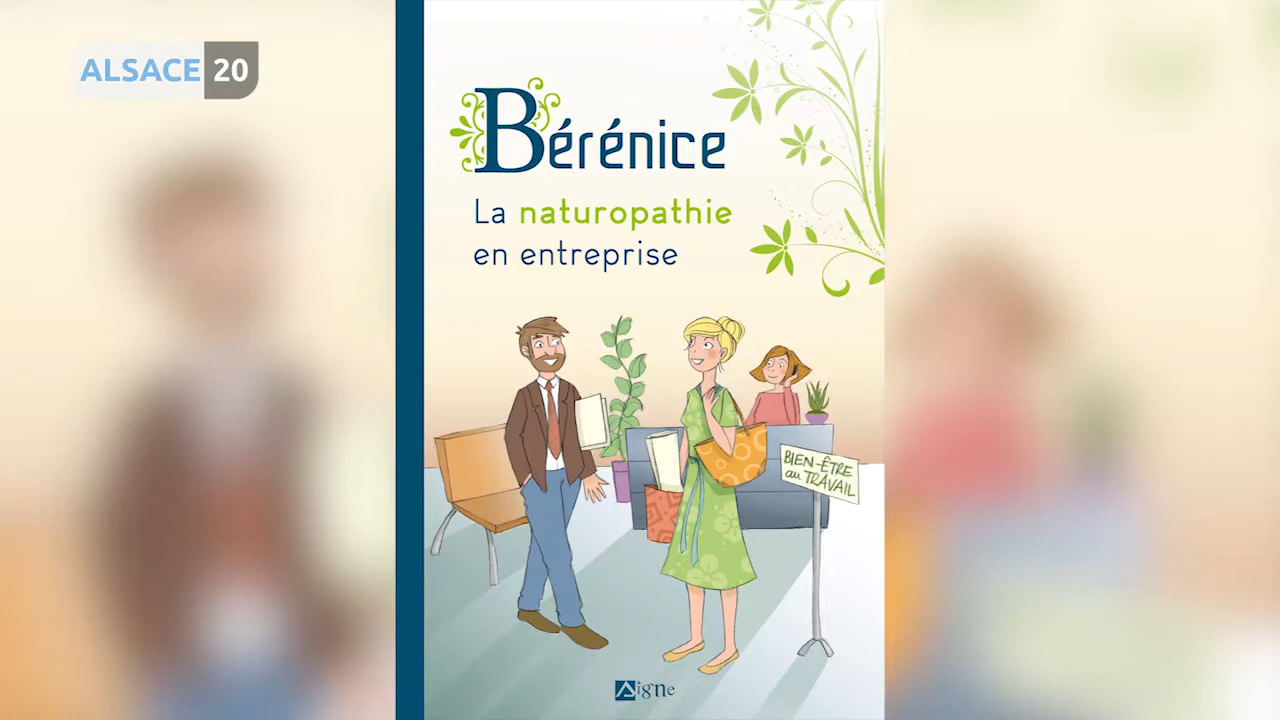 ALSACE 20
Bérénice
La naturopathie
en entreprise
BIEN-ÊTRE
au TRAVAIL
Signe